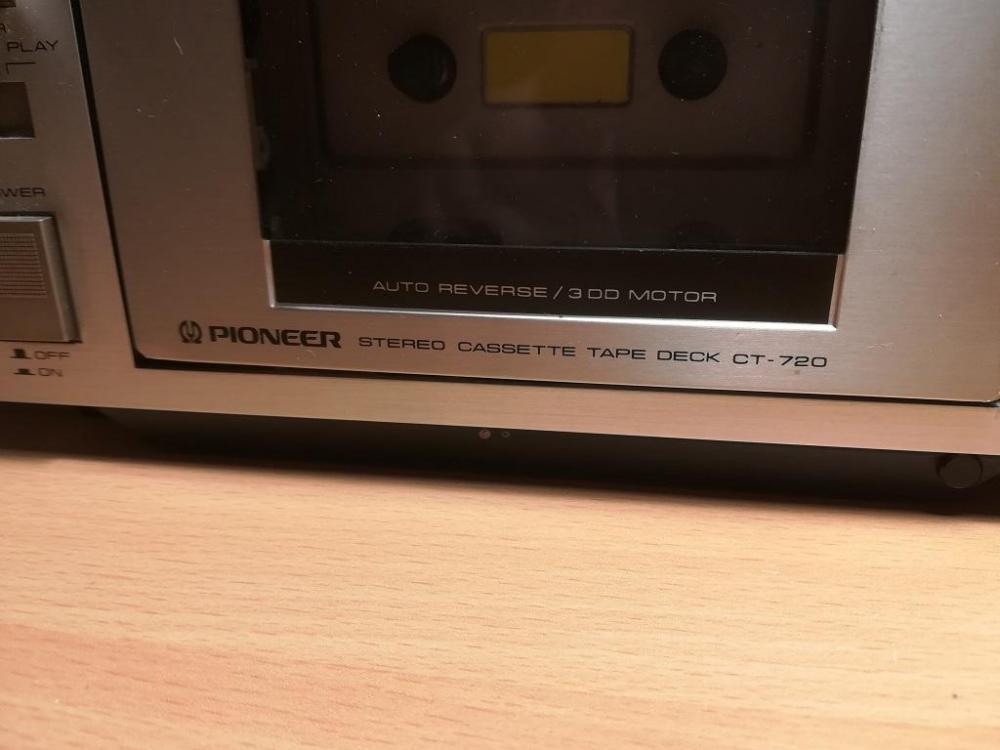 PLAY
AUTO REVERSE / 3 DD MOTOR
PIONEER STEREO CASSETTE TAPE DECK CT-720
OFF
ON